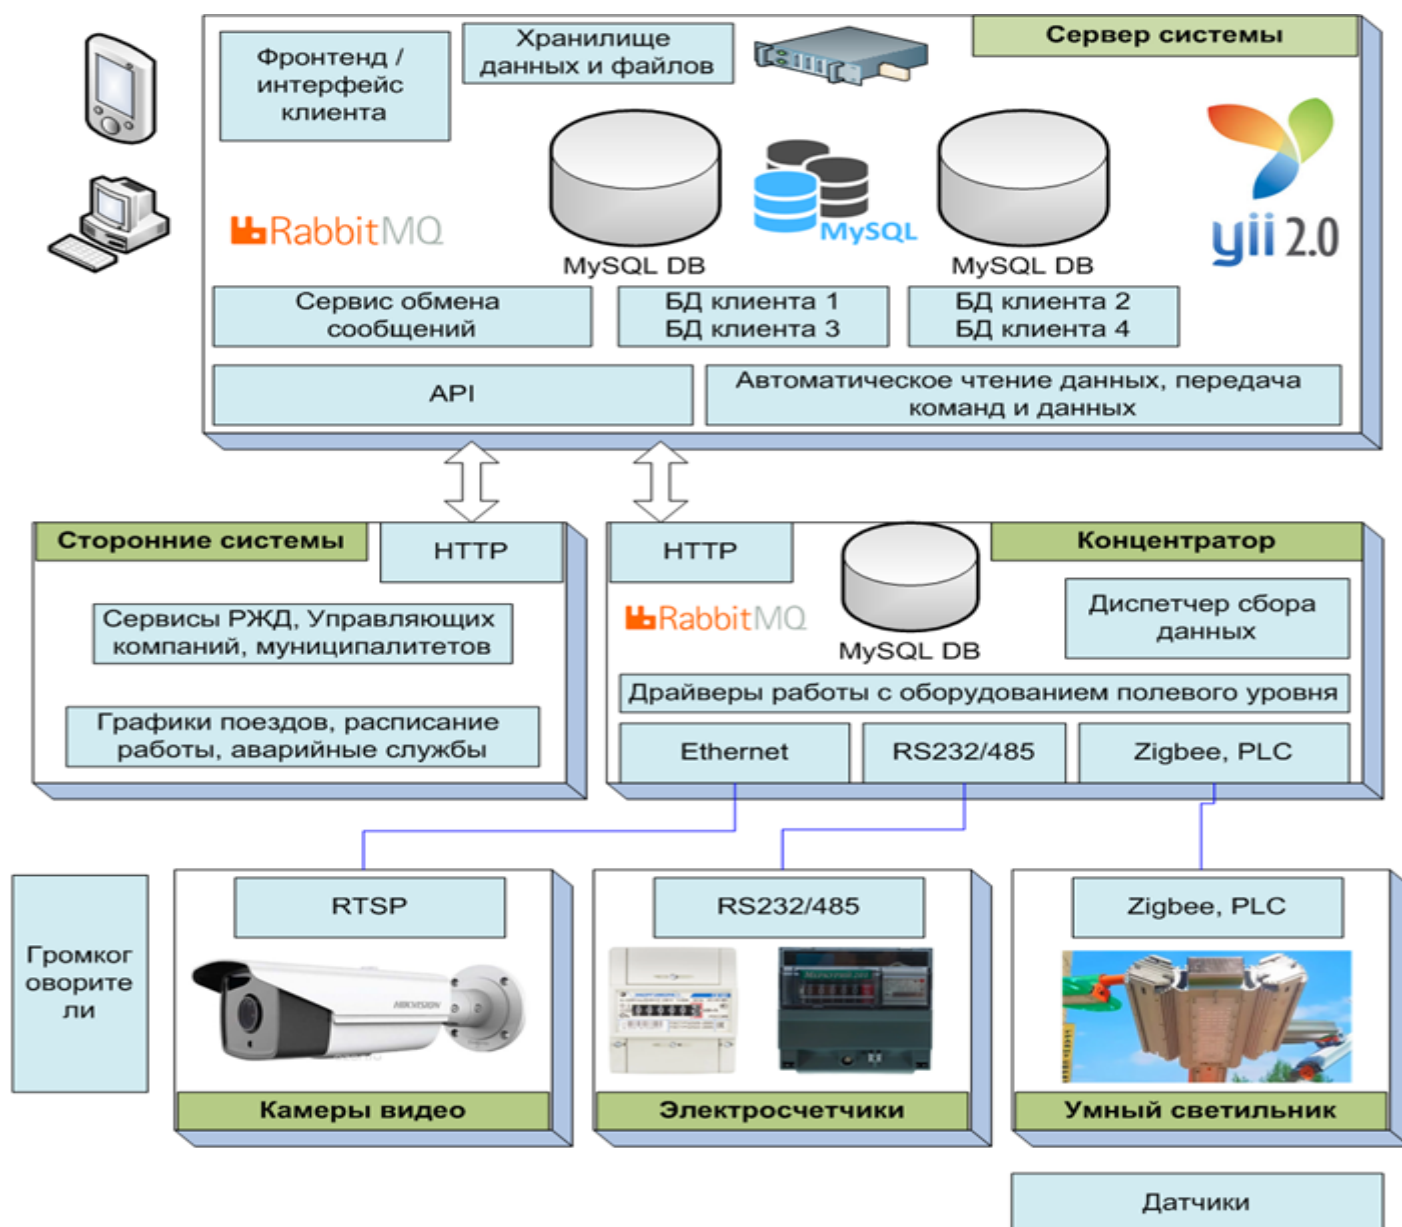 Сервер системы
Фронтенд /
интерфейс
клиента
Хранилище
данных и файлов
RabbitMQ
MySQL
yii 2.0
MySQL DB
MySQL DB
Сервис обмена
сообщений
БД клиента 1
БД клиента 3
БД клиента 2
БД клиента 4
API
Автоматическое чтение данных, передача
команд и данных
Сторонние системы
HTTP
Сервисы РЖД, Управляющих
компаний, муниципалитетов
Графики поездов, расписание
работы, аварийные службы
HTTP
Концентратор
RabbitMQ
MySQL DB
Диспетчер сбора
данных
Драйверы работы с оборудованием полевого уровня
Ethernet
RS232/485
Zigbee, PLC
Громког
оворите
ли
RTSP
HIKVISION
Камеры видео
RS232/485
Электросчетчики
Zigbee, PLC
Умный светильник
Датчики